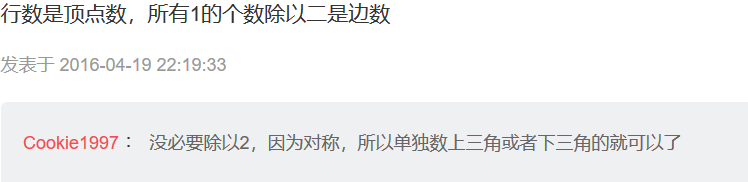 行数是顶点数，所有1的个数除以二是边数
发表于 2016-04-19 22:19:33
Cookie1997： 没必要除以2，因为对称，所以单独数上三角或者下三角的就可以了